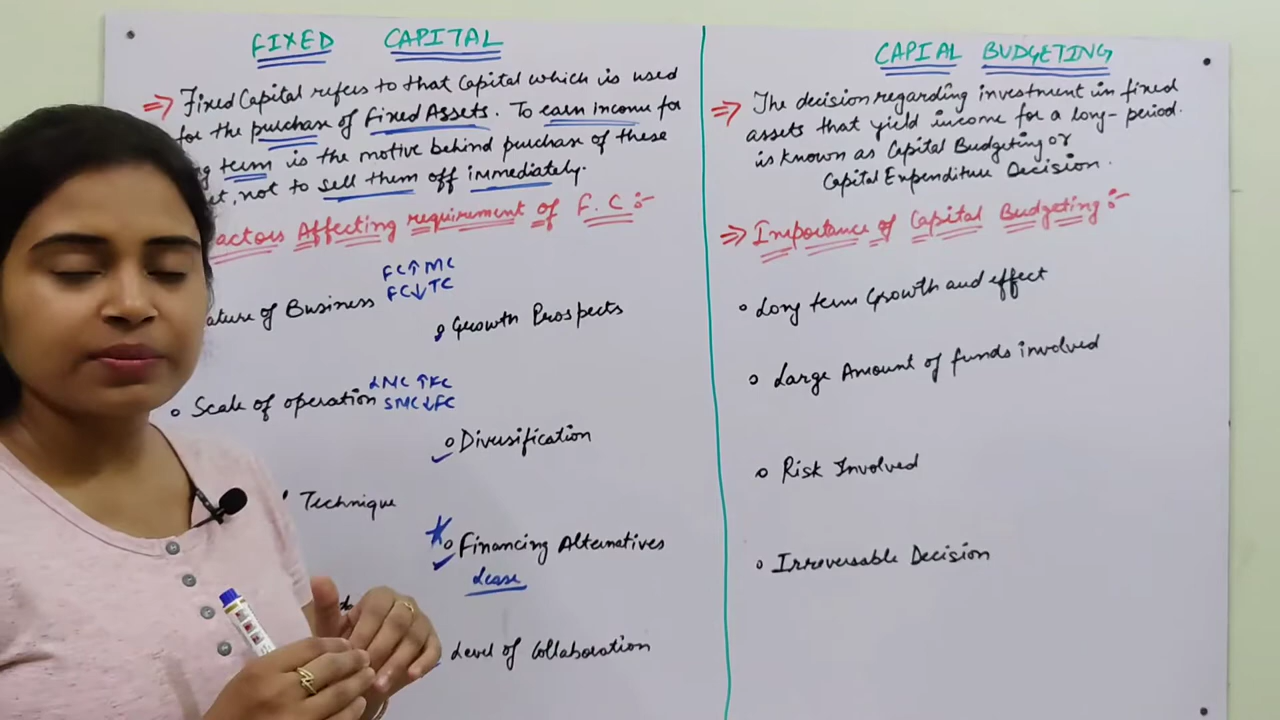 FIXED CAPITAL
⇒ Fixed Capital refers to that Capital which is used
for the purchase of Fixed Assets. To earn income for
term is the motive behind purchase of these
not to sell them off immediately.
actors Affecting requirement of F.C :-
ature of Business FC↑ MC
FC↓ TC
Growth Prospects
Scale of operation LMC ↑FC
SMC↓FC
Diversification
Technique
Financing Alternatives
Lease
Level of Collaboration
CAPIAL BUDGETING
⇒ The decision regarding investment in fixed
assets that yield income for a long-period.
is known as Capital Budgeting or
Capital Expenditure Decision.
⇒ Importance of Capital Budgeting :-
Long term Growth and effect
Large Amount of funds involved
Risk Involved
Irreversable Decision